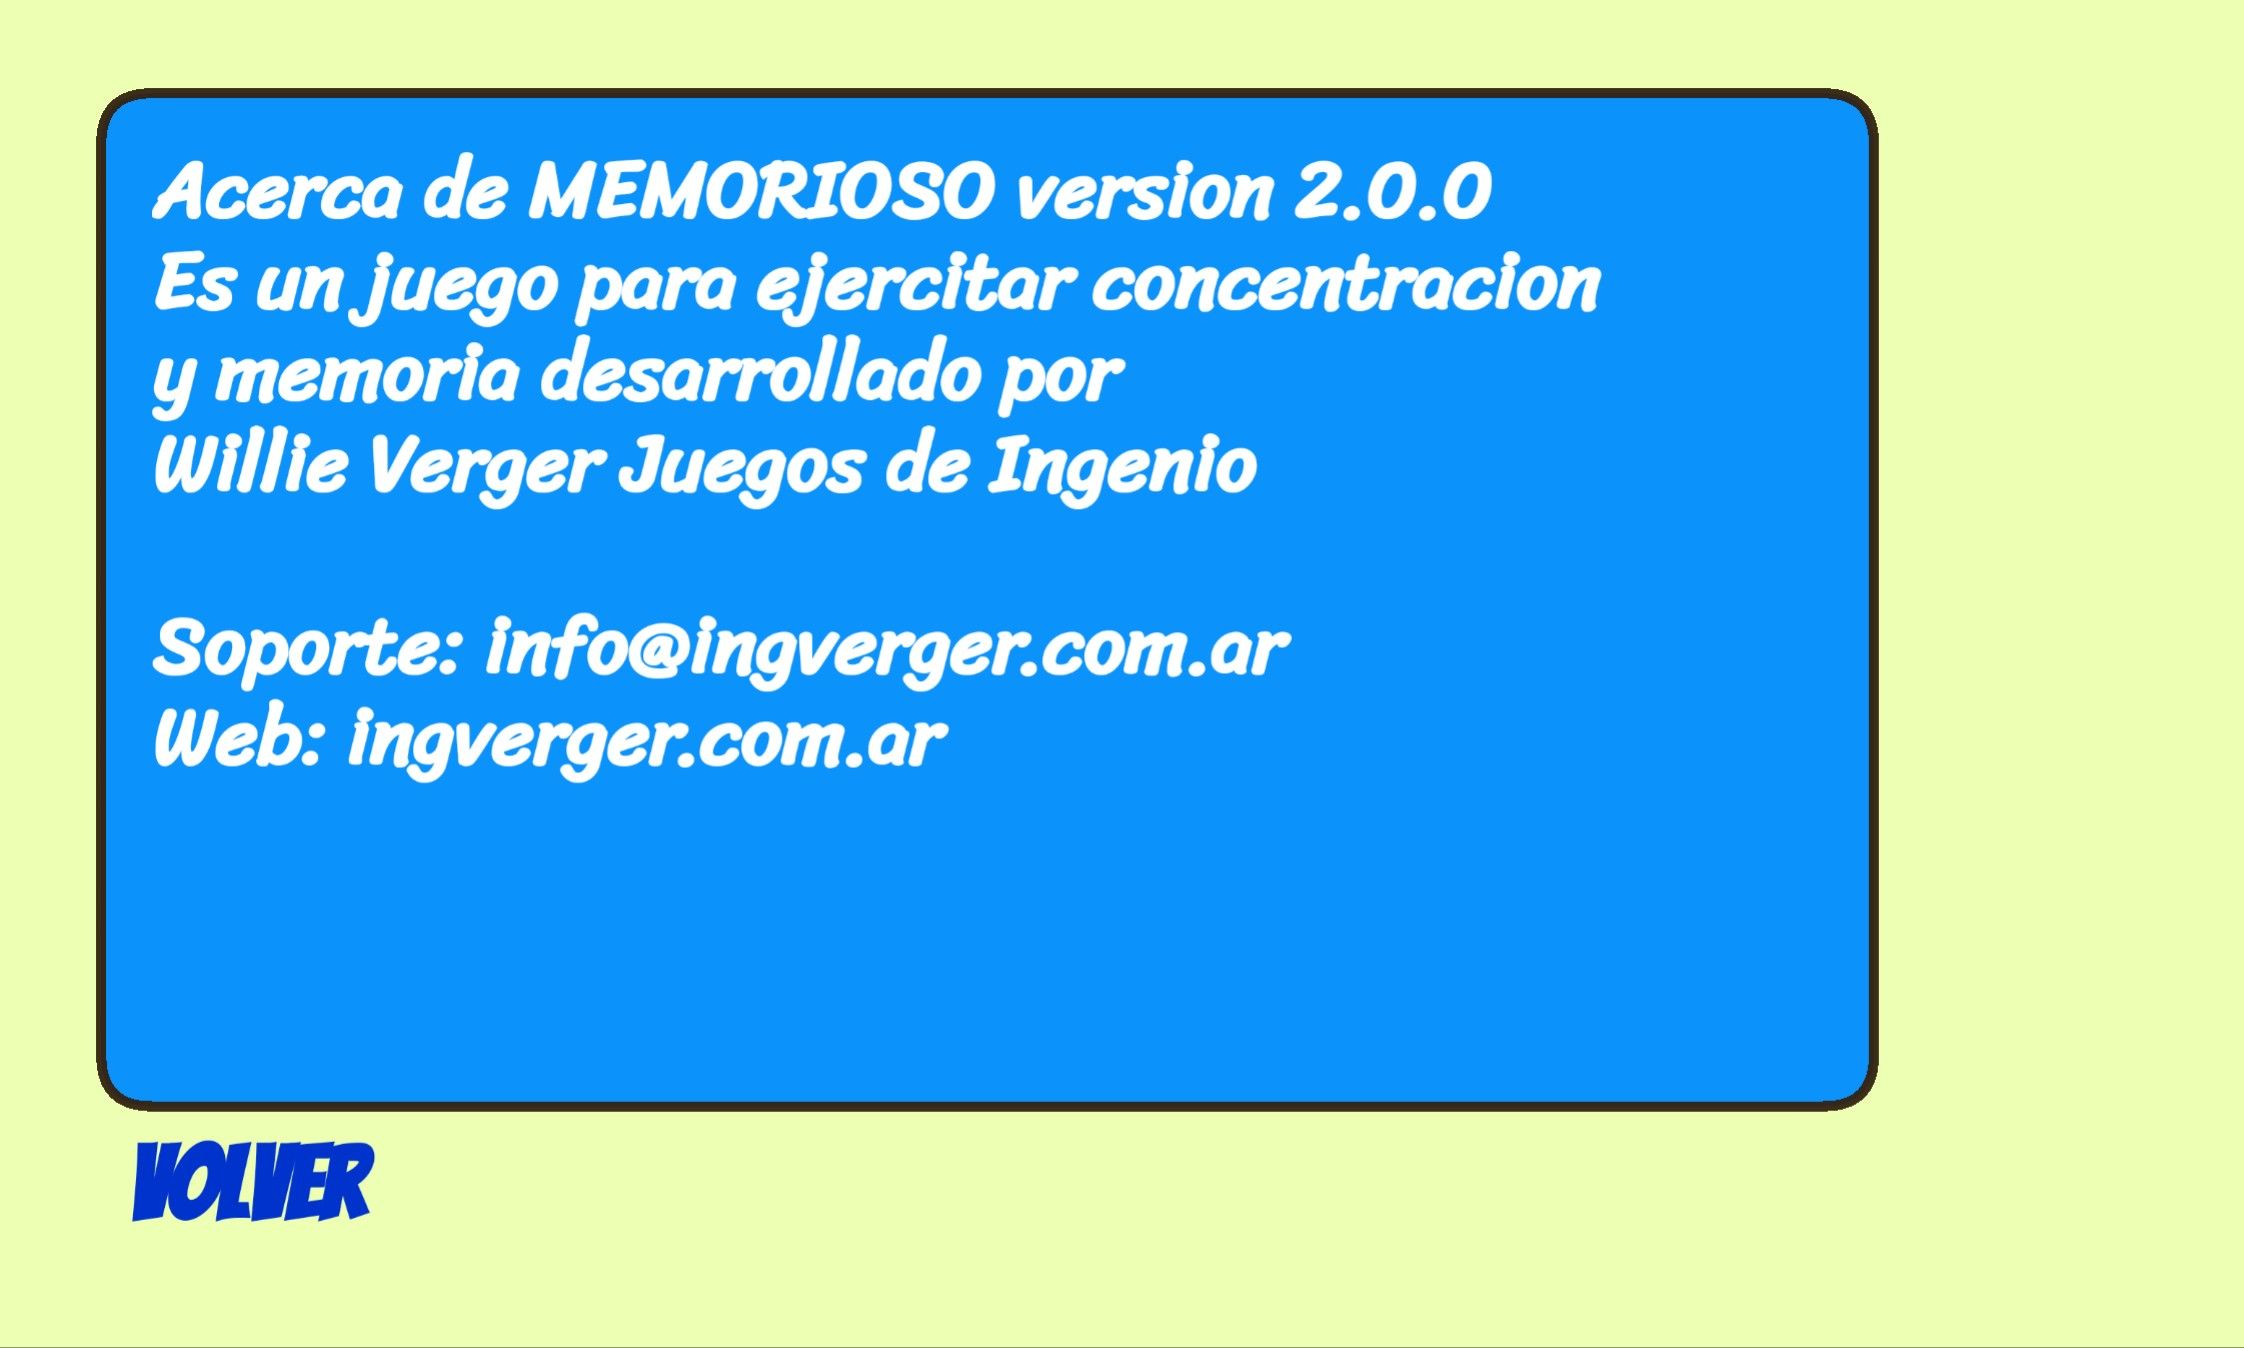 Acerca de MEMORIOSO version 2.0.0
Es un juego para ejercitar concentracion
y memoria desarrollado por
Willie Verger Juegos de Ingenio
Soporte: info@ingverger.com.ar
Web: ingverger.com.ar
VOLVER